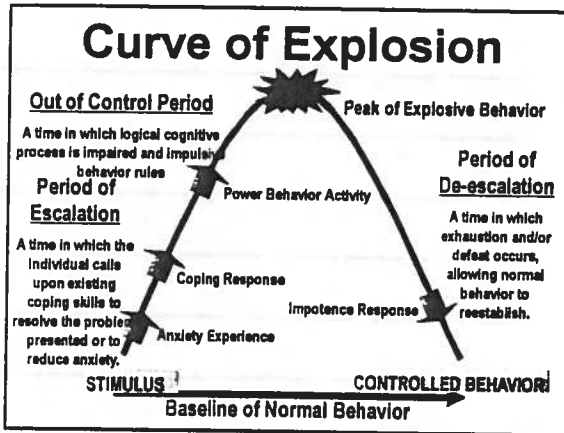 Curve of Explosion
Out of Control Period
A time in which logical cognitive
process is impaired and impulsive
behavior rules
Peak of Explosive Behavior
Period of
Escalation
A time in which the
individual calls
upon existing
coping skills to
resolve the problem
presented or to
reduce anxiety.
Power Behavior Activity
Coping Response
Anxiety Experience
Period of
De-escalation
A time in which
exhaustion and/or
defeat occurs,
allowing normal
behavior to
reestablish.
Impotence Response
STIMULUS
CONTROLLED BEHAVIOR
Baseline of Normal Behavior